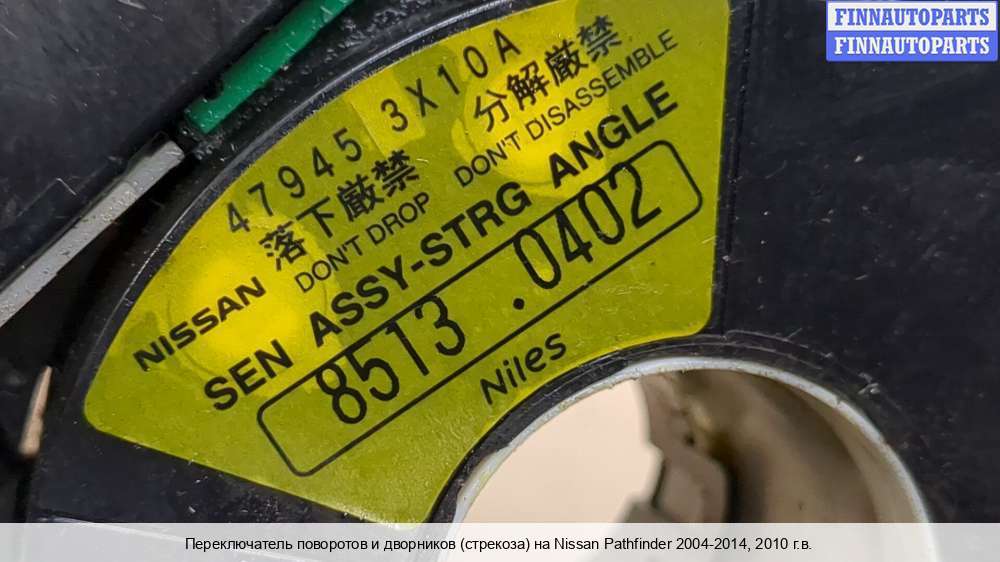 FINNAUTOPARTS
FINNAUTOPARTS
47945 3X10A
NISSAN 落下厳禁 分解厳禁
DON'T DROP DON'T DISASSEMBLE
SEN ASSY-STRG ANGLE
8513 .0402
Niles
Переключатель поворотов и дворников (стрекоза) на Nissan Pathfinder 2004-2014, 2010 г.в.